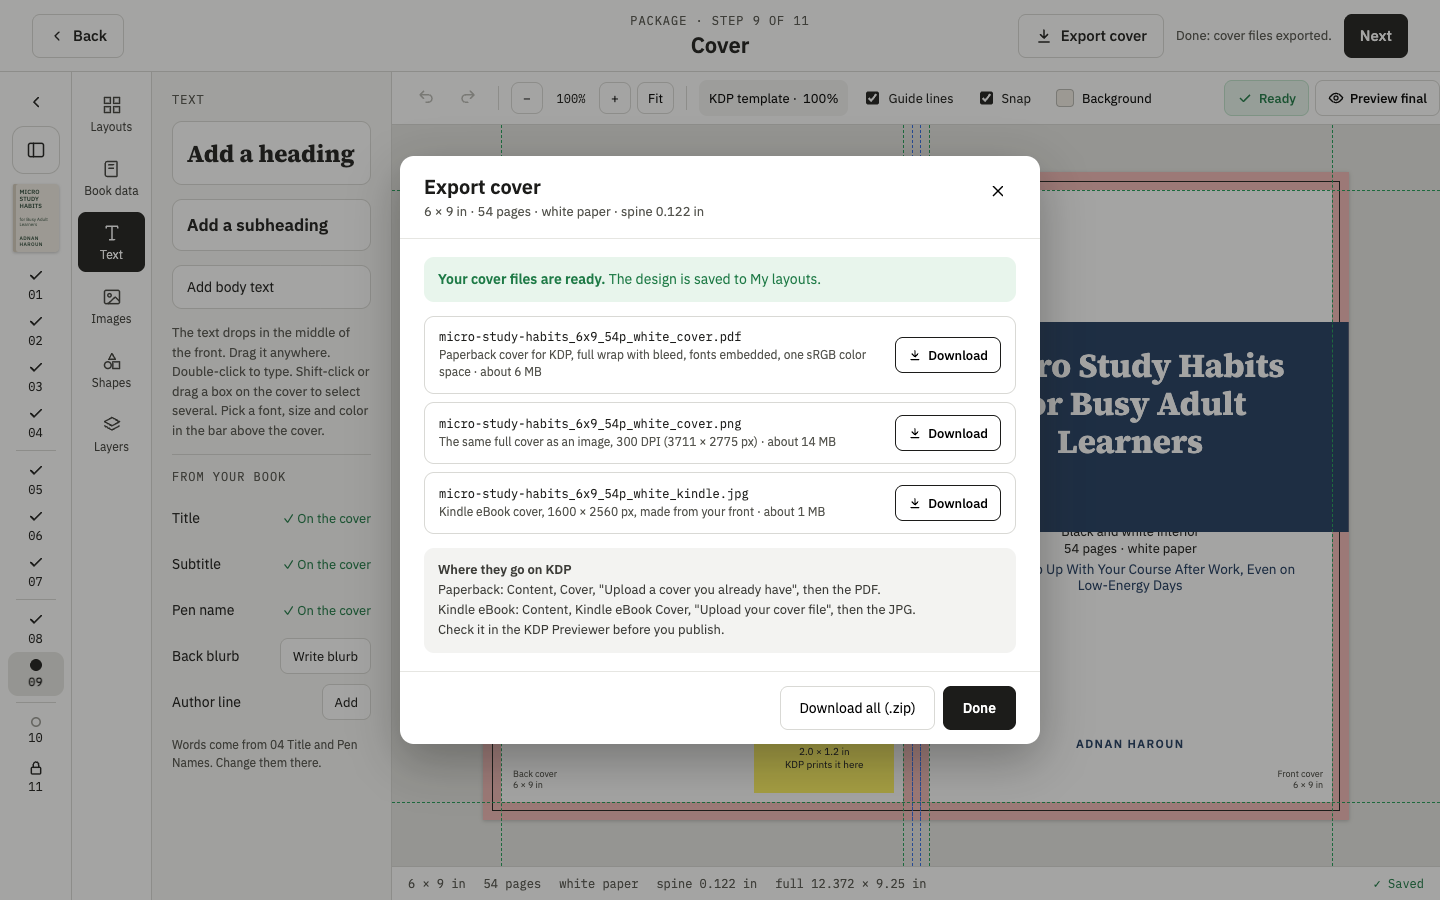 Back
PACKAGE · STEP 9 OF 11
Cover
Export cover
Done: cover files exported.
Next
Layouts
Book data
Text
Images
Shapes
Layers
MICRO
STUDY
HABITS
for Busy Adult
Learners
ADNAN
HAROUN
01
02
03
04
05
06
07
08
09
10
11
TEXT
Add a heading
Add a subheading
Add body text
The text drops in the middle of
the front. Drag it anywhere.
Double-click to type. Shift-click or
drag a box on the cover to select
several. Pick a font, size and color
in the bar above the cover.
FROM YOUR BOOK
Title ✓ On the cover
Subtitle ✓ On the cover
Pen name ✓ On the cover
Back blurb Write blurb
Author line Add
Words come from 04 Title and Pen
Names. Change them there.
− 100% + Fit KDP template · 100% Guide lines Snap Background Ready Preview final
Export cover
6 × 9 in · 54 pages · white paper · spine 0.122 in
Your cover files are ready. The design is saved to My layouts.
micro-study-habits_6x9_54p_white_cover.pdf
Paperback cover for KDP, full wrap with bleed, fonts embedded, one sRGB color
space · about 6 MB
Download
micro-study-habits_6x9_54p_white_cover.png
The same full cover as an image, 300 DPI (3711 × 2775 px) · about 14 MB
Download
micro-study-habits_6x9_54p_white_kindle.jpg
Kindle eBook cover, 1600 × 2560 px, made from your front · about 1 MB
Download
Where they go on KDP
Paperback: Content, Cover, "Upload a cover you already have", then the PDF.
Kindle eBook: Content, Kindle eBook Cover, "Upload your cover file", then the JPG.
Check it in the KDP Previewer before you publish.
Download all (.zip)
Done
ro Study Habits
or Busy Adult
Learners
Black and white interior
54 pages · white paper
Up With Your Course After Work, Even on
Low-Energy Days
ADNAN HAROUN
2.0 × 1.2 in
KDP prints it here
Back cover
6 × 9 in
Front cover
6 × 9 in
6 × 9 in 54 pages white paper spine 0.122 in full 12.372 × 9.25 in
✓ Saved